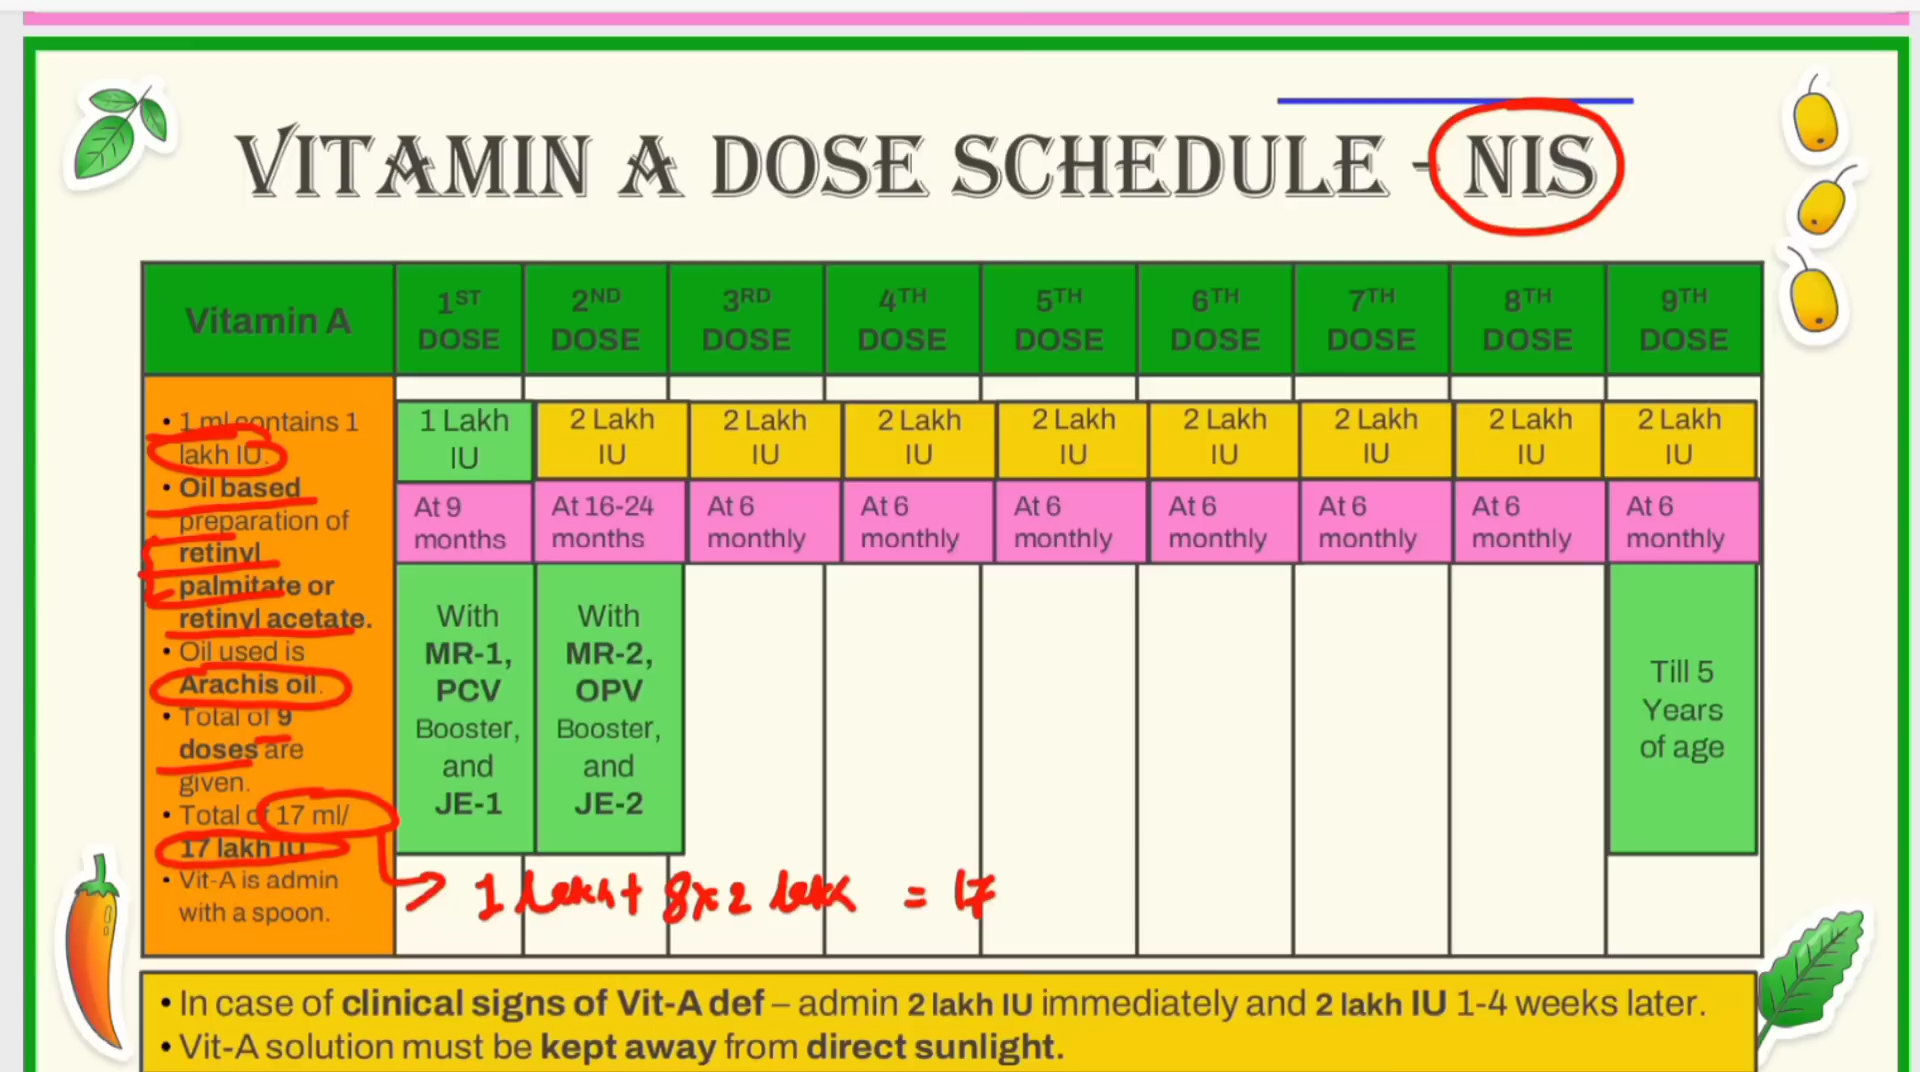 VITAMIN A DOSE SCHEDULE - NIS
Vitamin A
1ST DOSE
2ND DOSE
3RD DOSE
4TH DOSE
5TH DOSE
6TH DOSE
7TH DOSE
8TH DOSE
9TH DOSE
• 1 ml contains 1
lakh IU.
• Oil based
preparation of
retinyl
palmitate or
retinyl acetate.
• Oil used is
Arachis oil.
• Total of 9
doses are
given.
• Total of 17 ml/
17 lakh IU
• Vit-A is admin
with a spoon.
1 Lakh
IU
2 Lakh
IU
2 Lakh
IU
2 Lakh
IU
2 Lakh
IU
2 Lakh
IU
2 Lakh
IU
2 Lakh
IU
2 Lakh
IU
At 9
months
At 16-24
months
At 6
monthly
At 6
monthly
At 6
monthly
At 6
monthly
At 6
monthly
At 6
monthly
At 6
monthly
With
MR-1,
PCV
Booster,
and
JE-1
With
MR-2,
OPV
Booster,
and
JE-2
Till 5
Years
of age
1 lakh + 8x2 lakh = 17
• In case of clinical signs of Vit-A def – admin 2 lakh IU immediately and 2 lakh IU 1-4 weeks later.
• Vit-A solution must be kept away from direct sunlight.